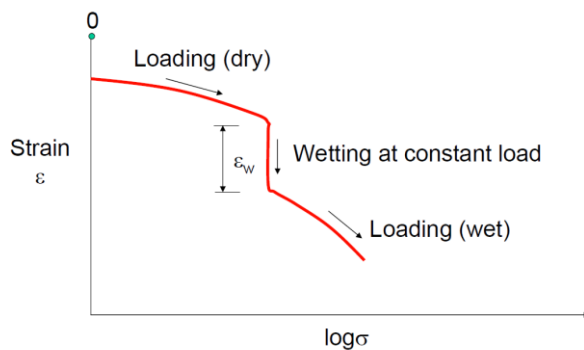 0
Loading (dry)
Strain
ε
εw
Wetting at constant load
Loading (wet)
logσ